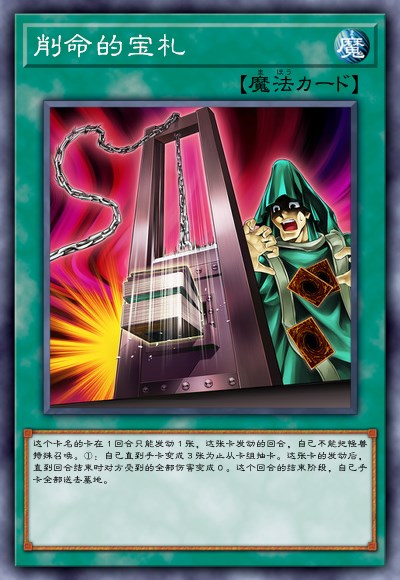 削命的宝札
魔
【魔法カード】
まほう
这个卡名的卡在1回合只能发动1张，这张卡发动的回合，自己不能把怪兽
特殊召唤。①：自己直到手卡变成3张为止从卡组抽卡。这张卡的发动后，
直到回合结束时对方受到的全部伤害变成0。这个回合的结束阶段，自己手
卡全部送去墓地。